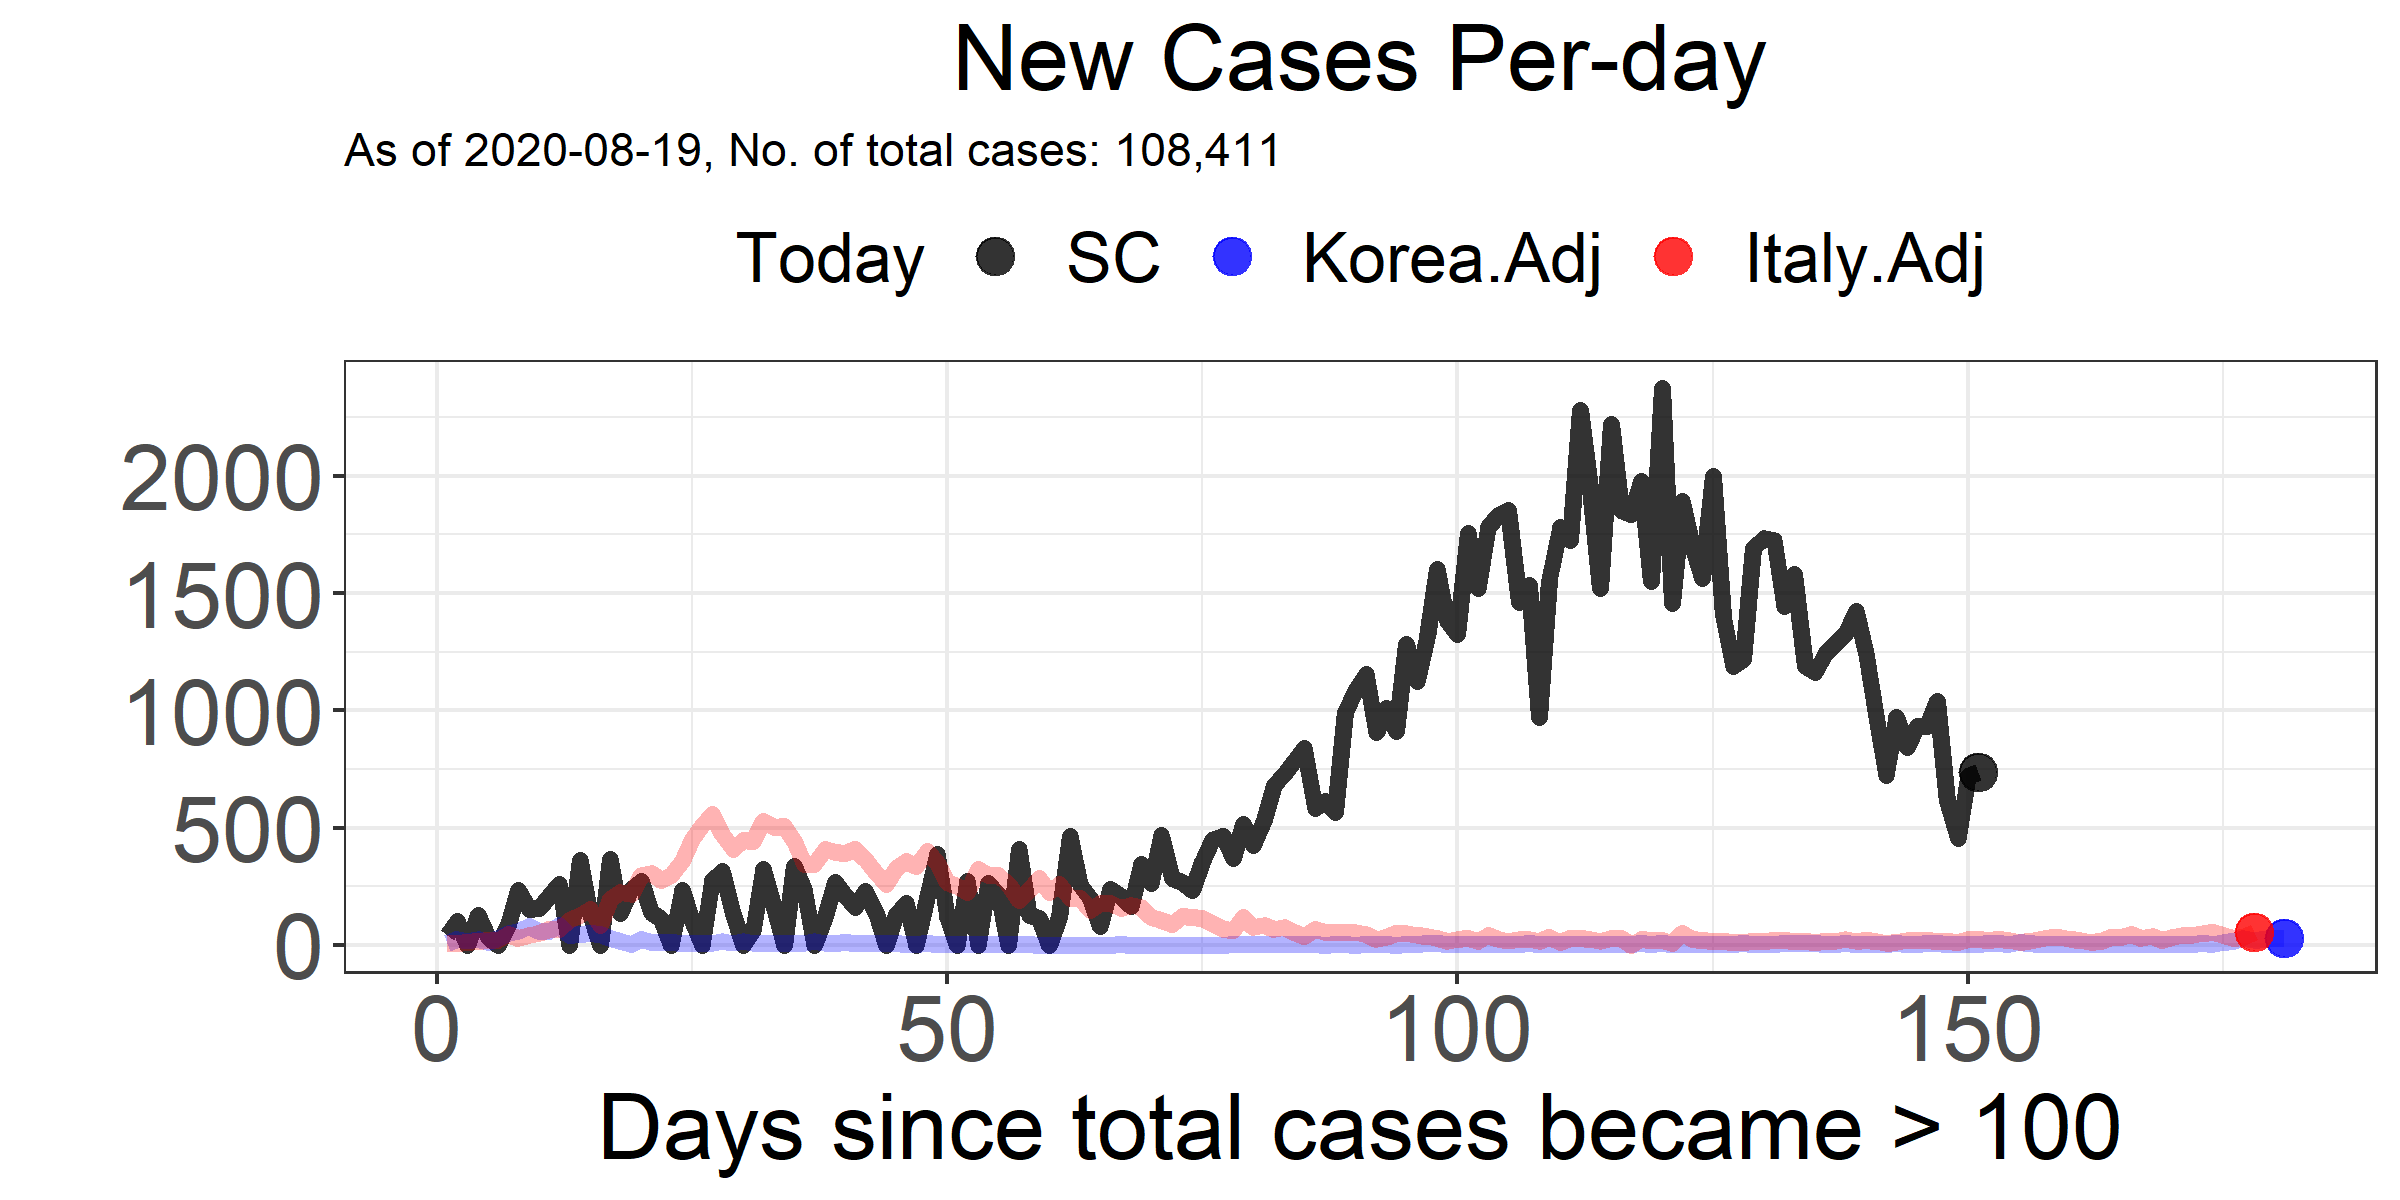 New Cases Per-day
As of 2020-08-19, No. of total cases: 108,411
Today SC Korea.Adj Italy.Adj
2000
1500
1000
500
0
0 50 100 150
Days since total cases became > 100